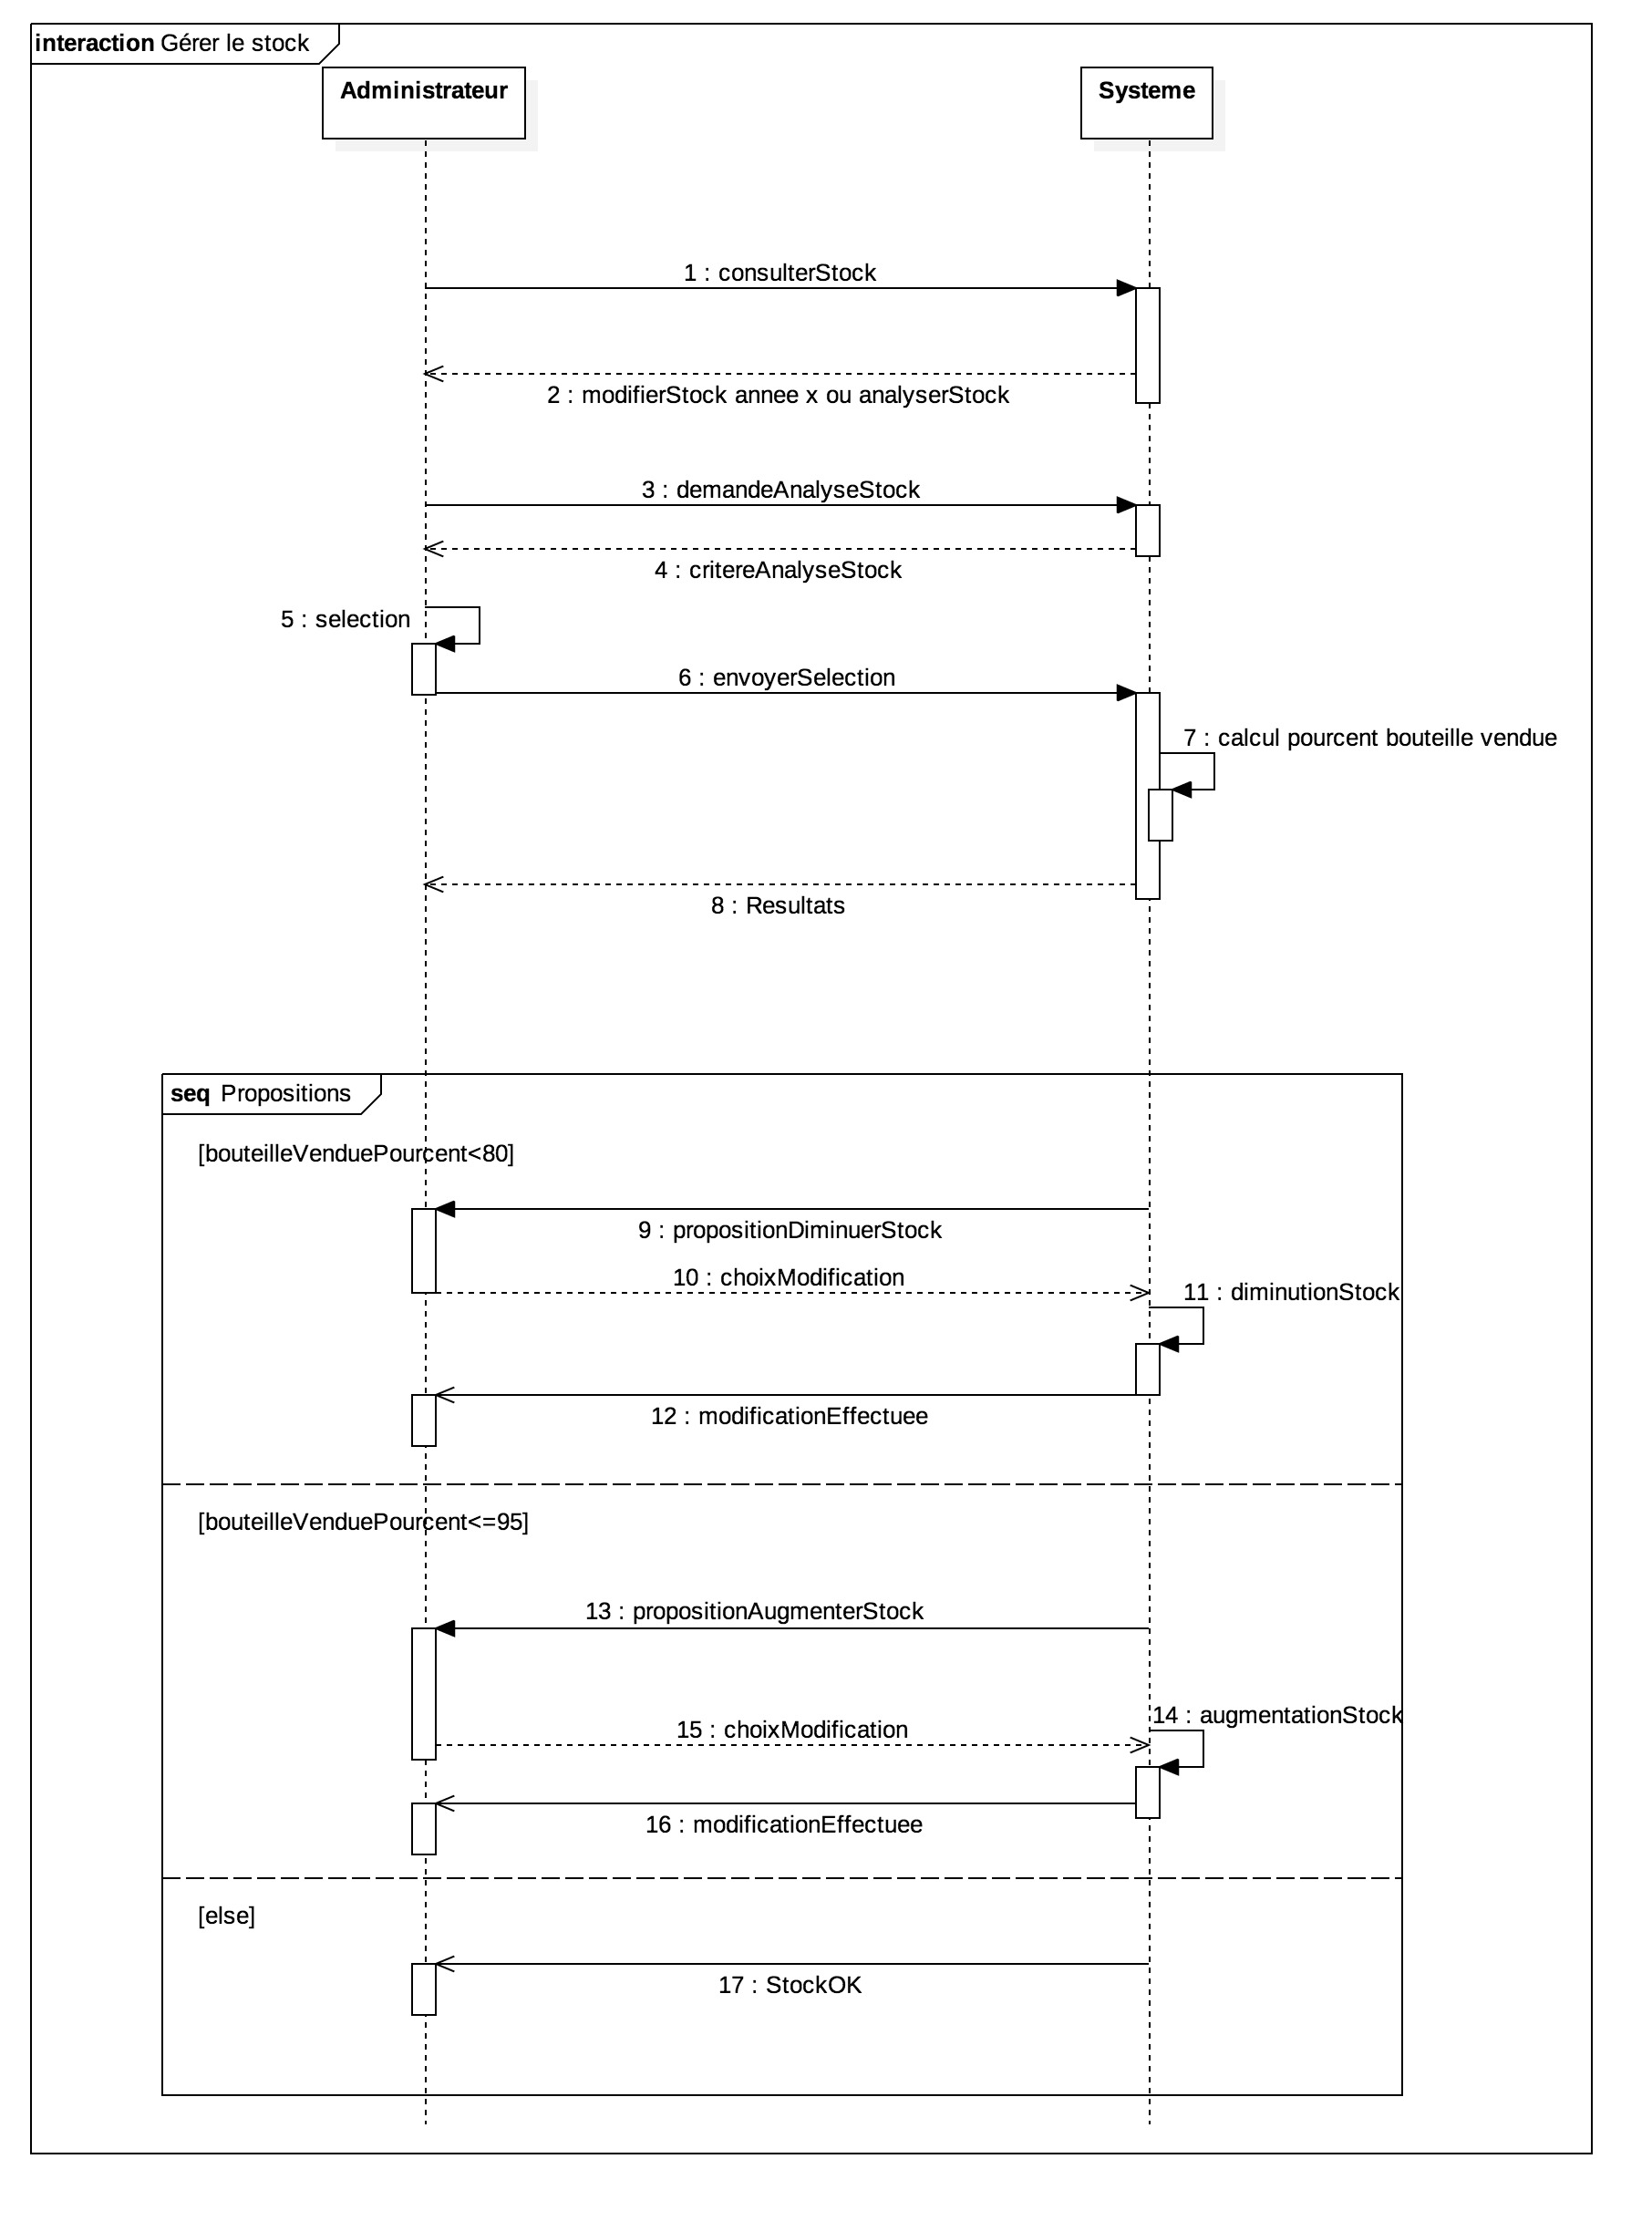 interaction Gérer le stock
Administrateur
Systeme
1 : consulterStock
2 : modifierStock annee x ou analyserStock
3 : demandeAnalyseStock
4 : critereAnalyseStock
5 : selection
6 : envoyerSelection
7 : calcul pourcent bouteille vendue
8 : Resultats
seq Propositions
[bouteilleVenduePourcent<80]
9 : propositionDiminuerStock
10 : choixModification
11 : diminutionStock
12 : modificationEffectuee
[bouteilleVenduePourcent<=95]
13 : propositionAugmenterStock
14 : augmentationStock
15 : choixModification
16 : modificationEffectuee
[else]
17 : StockOK